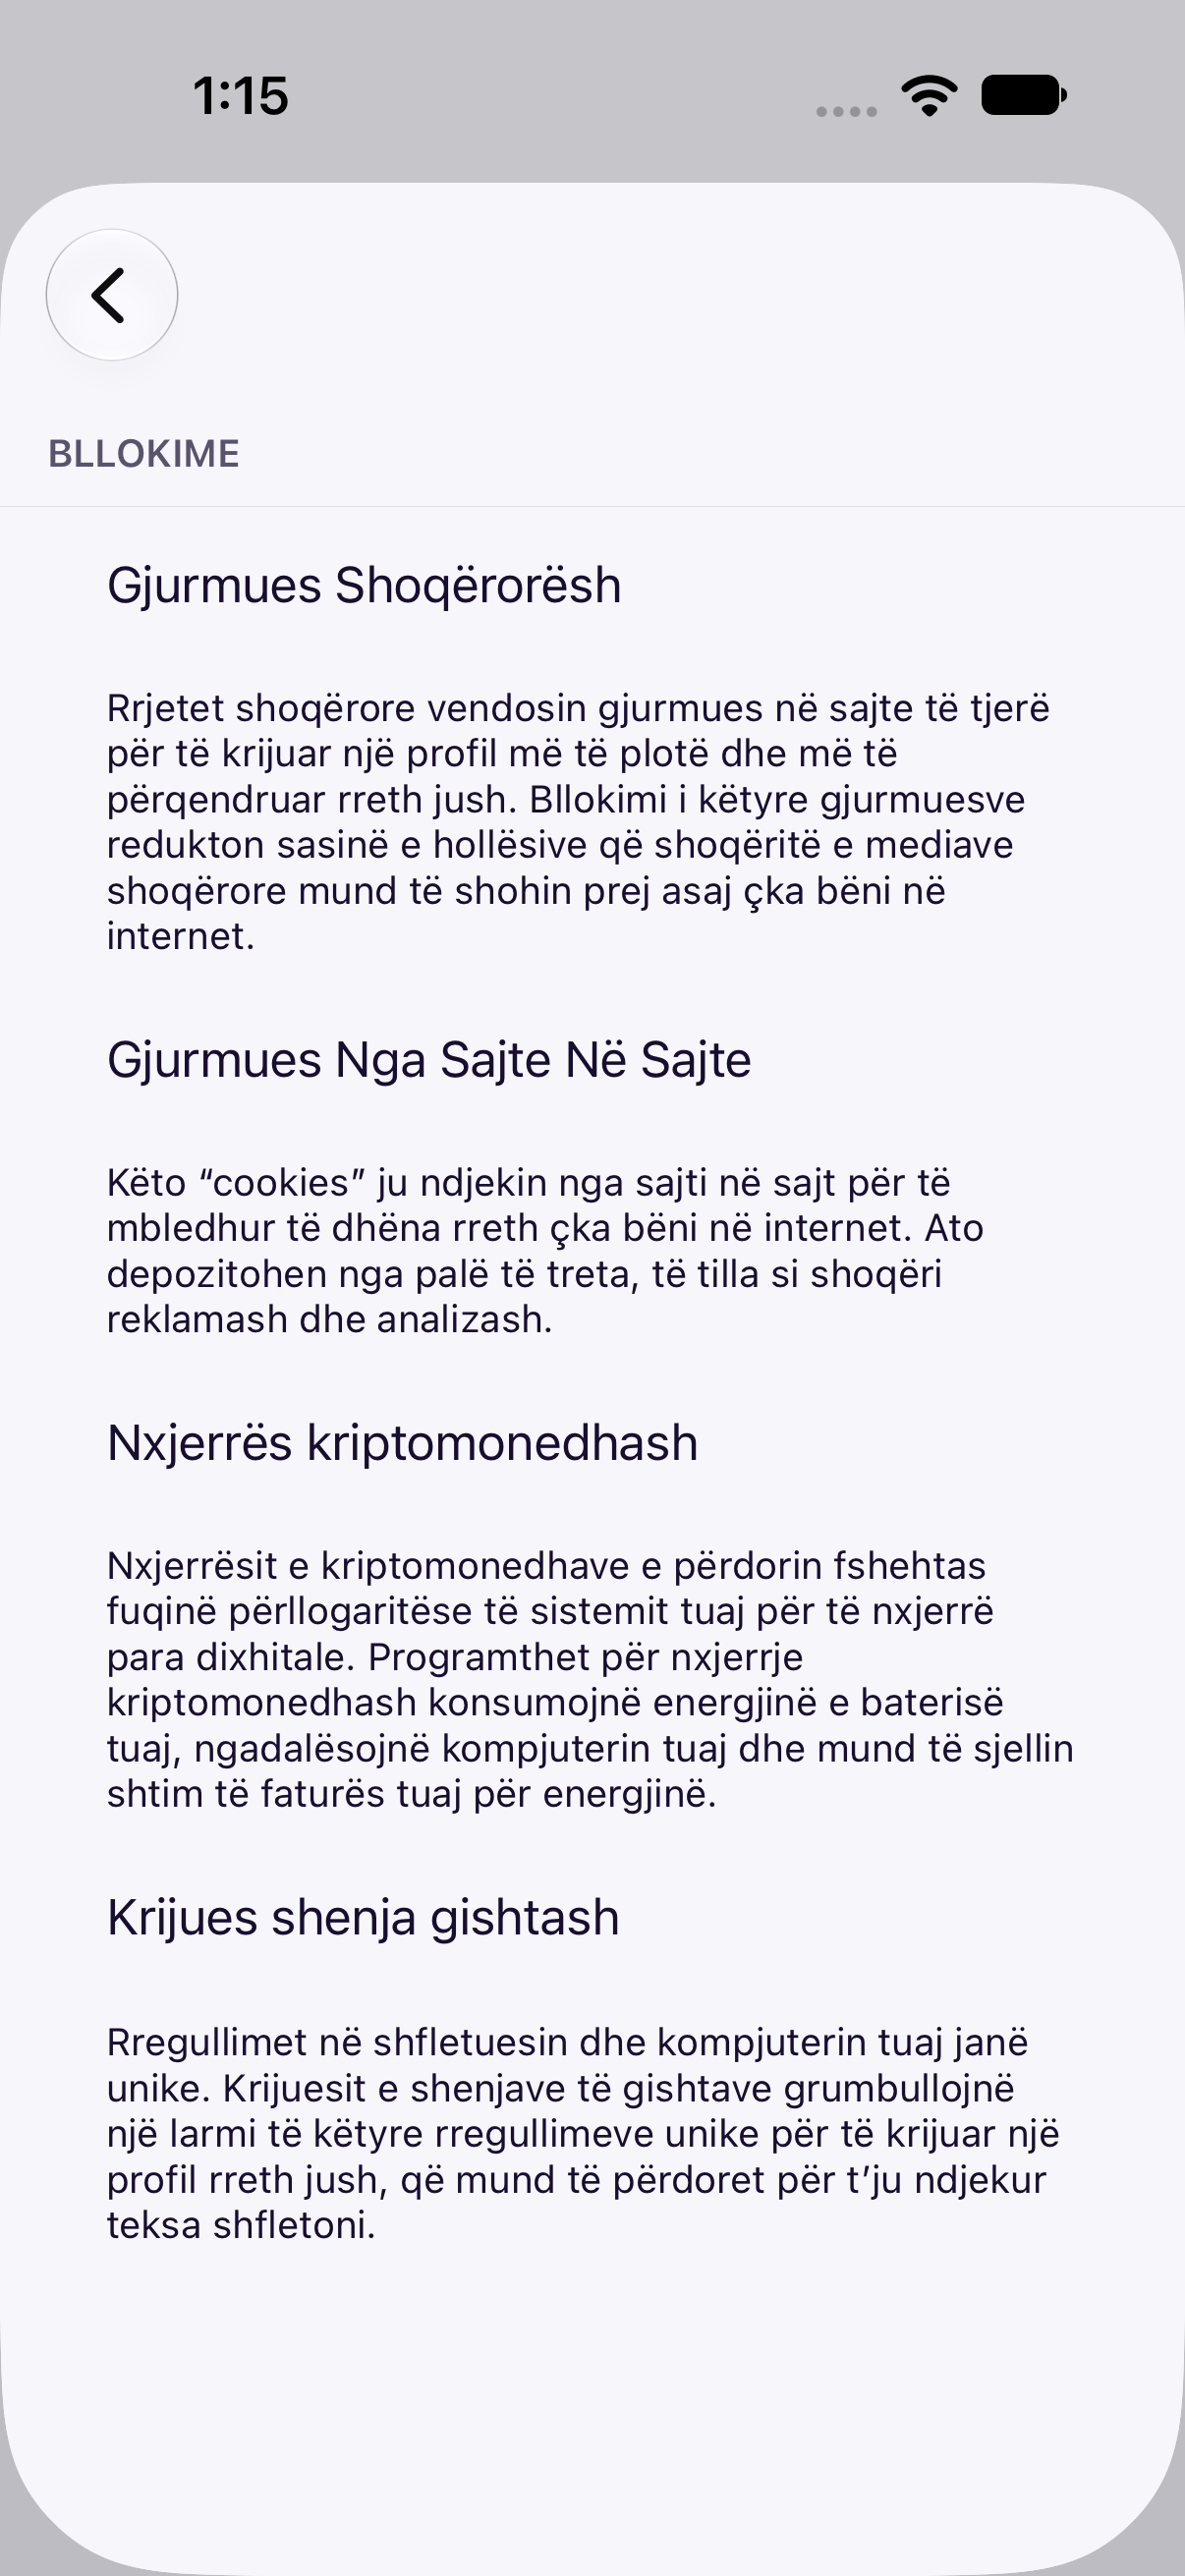 1:15
BLLOKIME
Gjurmues Shoqërorësh
Rrjetet shoqërore vendosin gjurmues në sajte të tjerë
për të krijuar një profil më të plotë dhe më të
përqendruar rreth jush. Bllokimi i këtyre gjurmuesve
redukton sasinë e hollësive që shoqëritë e mediave
shoqërore mund të shohin prej asaj çka bëni në
internet.
Gjurmues Nga Sajte Në Sajte
Këto “cookies” ju ndjekin nga sajti në sajt për të
mbledhur të dhëna rreth çka bëni në internet. Ato
depozitohen nga palë të treta, të tilla si shoqëri
reklamash dhe analizash.
Nxjerrës kriptomonedhash
Nxjerrësit e kriptomonedhave e përdorin fshehtas
fuqinë përllogaritëse të sistemit tuaj për të nxjerrë
para dixhitale. Programthet për nxjerrje
kriptomonedhash konsumojnë energjinë e baterisë
tuaj, ngadalësojnë kompjuterin tuaj dhe mund të sjellin
shtim të faturës tuaj për energjinë.
Krijues shenja gishtash
Rregullimet në shfletuesin dhe kompjuterin tuaj janë
unike. Krijuesit e shenjave të gishtave grumbullojnë
një larmi të këtyre rregullimeve unike për të krijuar një
profil rreth jush, që mund të përdoret për t’ju ndjekur
teksa shfletoni.